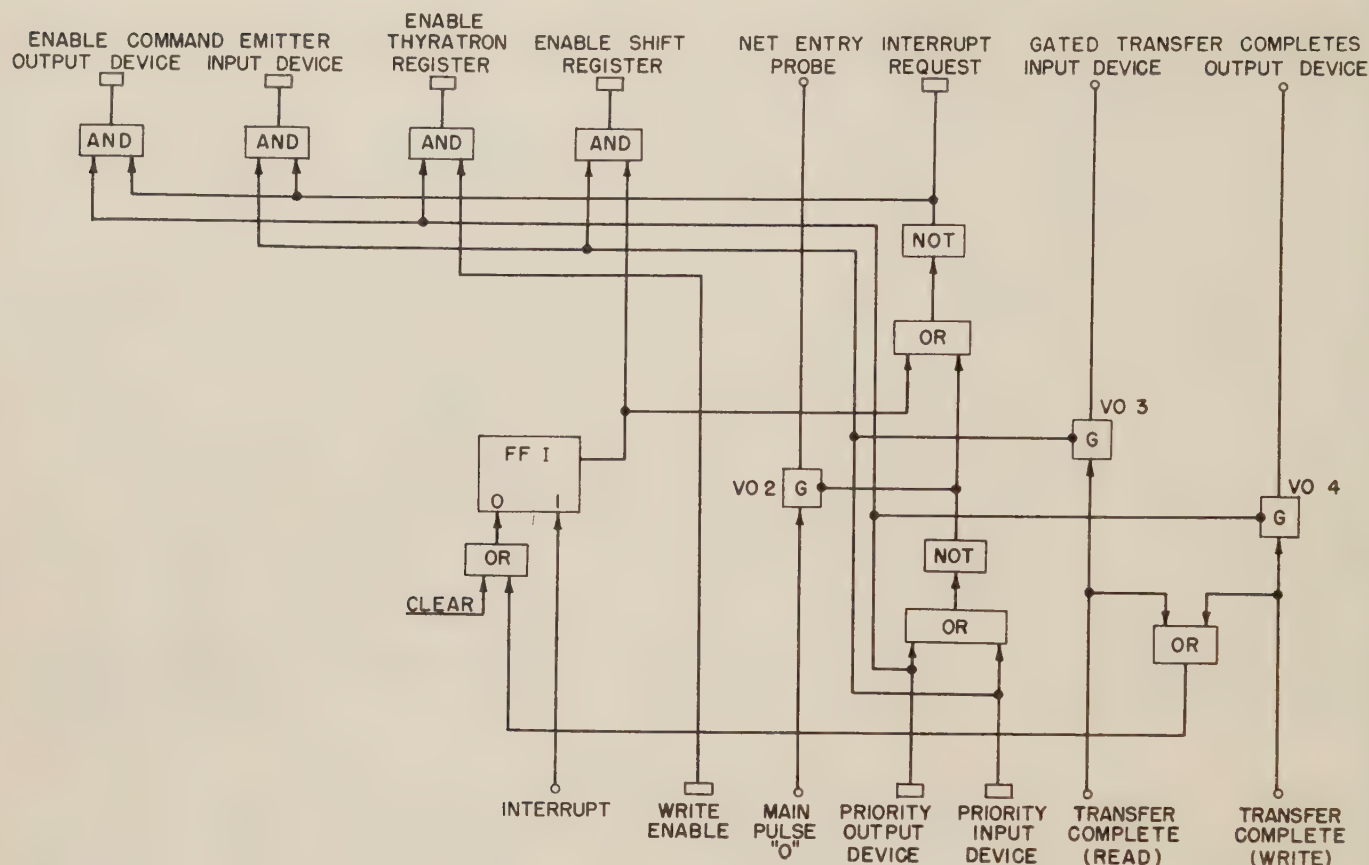 ENABLE COMMAND EMITTER
OUTPUT DEVICE INPUT DEVICE
ENABLE
THYRATRON
REGISTER
ENABLE SHIFT
REGISTER
NET ENTRY
PROBE
INTERRUPT
REQUEST
GATED TRANSFER COMPLETES
INPUT DEVICE OUTPUT DEVICE
AND
AND
AND
AND
NOT
OR
VO 3
G
FF I
O I
VO 2
G
VO 4
G
OR
NOT
CLEAR
OR
OR
INTERRUPT
WRITE
ENABLE
MAIN
PULSE
"O"
PRIORITY
OUTPUT
DEVICE
PRIORITY
INPUT
DEVICE
TRANSFER
COMPLETE
(READ)
TRANSFER
COMPLETE
(WRITE)